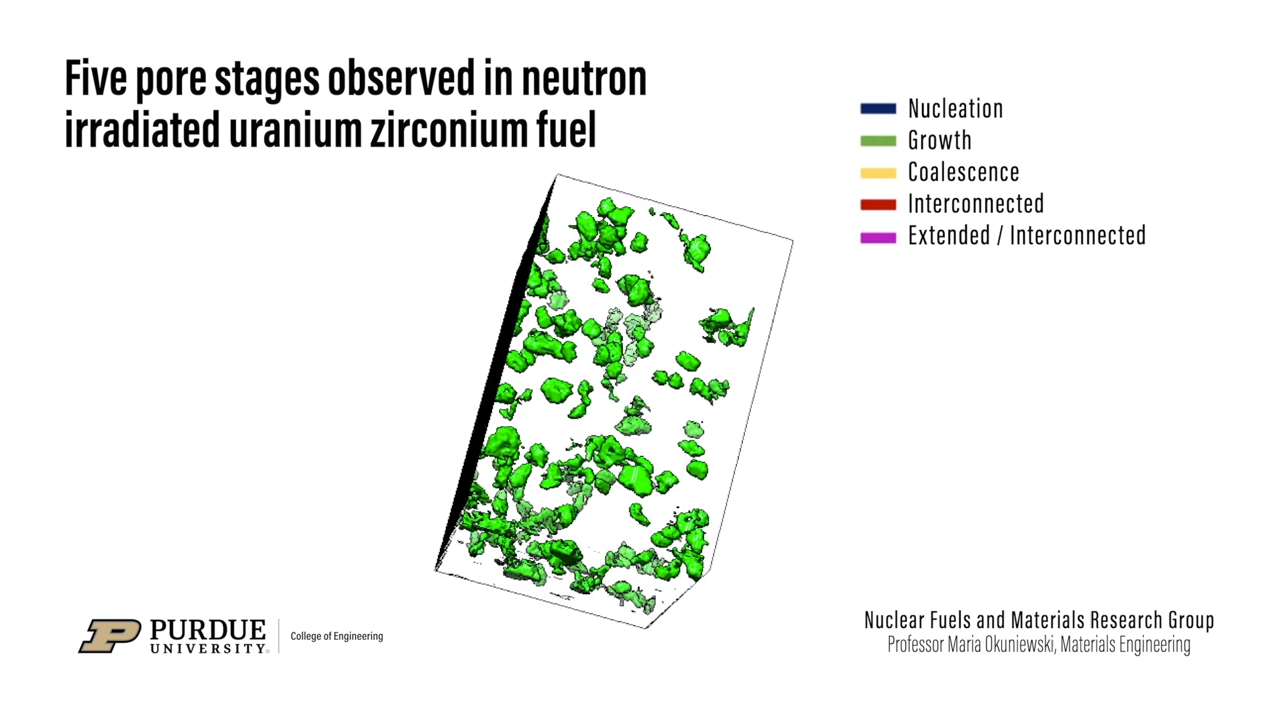 Five pore stages observed in neutron
irradiated uranium zirconium fuel
Nucleation
Growth
Coalescence
Interconnected
Extended / Interconnected
PURDUE
UNIVERSITY®
College of Engineering
Nuclear Fuels and Materials Research Group
Professor Maria Okuniewski, Materials Engineering